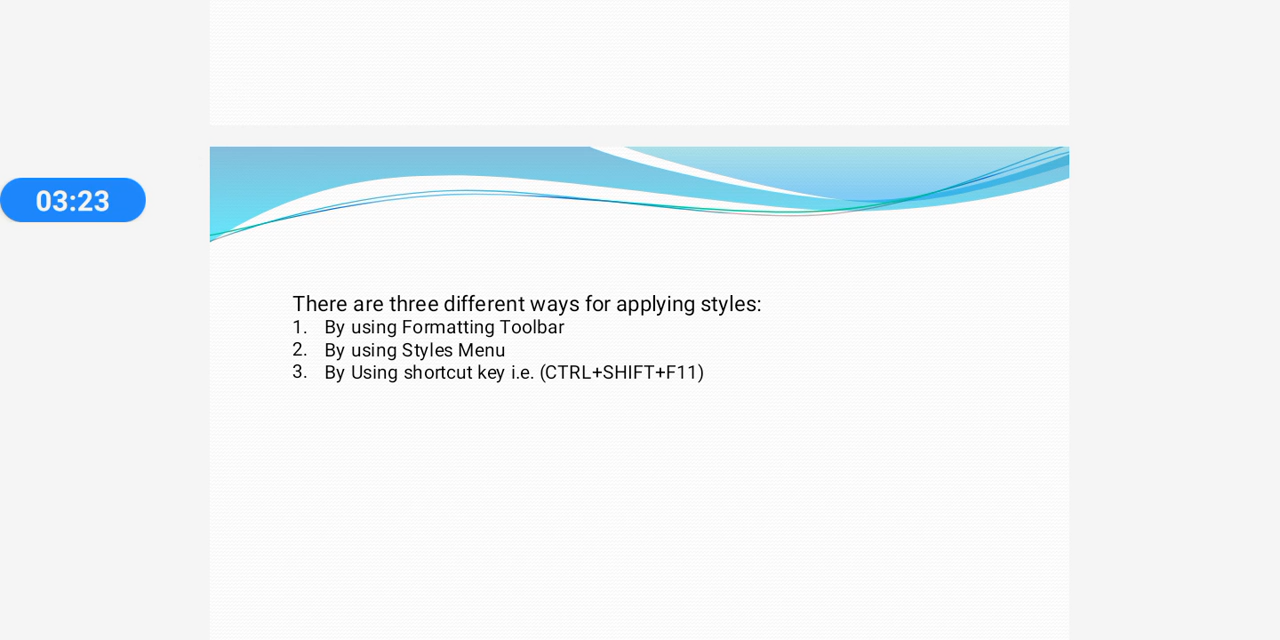 03:23
There are three different ways for applying styles:
1. By using Formatting Toolbar
2. By using Styles Menu
3. By Using shortcut key i.e. (CTRL+SHIFT+F11)